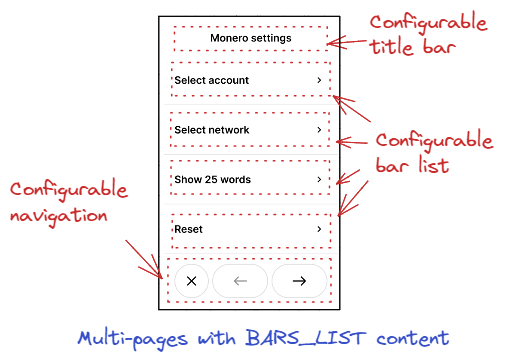 Monero settings
Configurable
title bar
Select account
Select network
Configurable
bar list
Show 25 words
Configurable
navigation
Reset
Multi-pages with BARS_LIST content